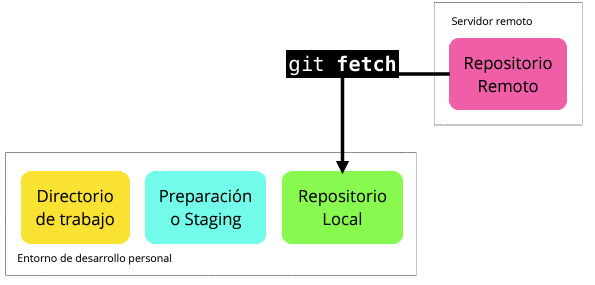 Servidor remoto
Repositorio
Remoto
git fetch
Directorio
de trabajo
Preparación
o Staging
Repositorio
Local
Entorno de desarrollo personal